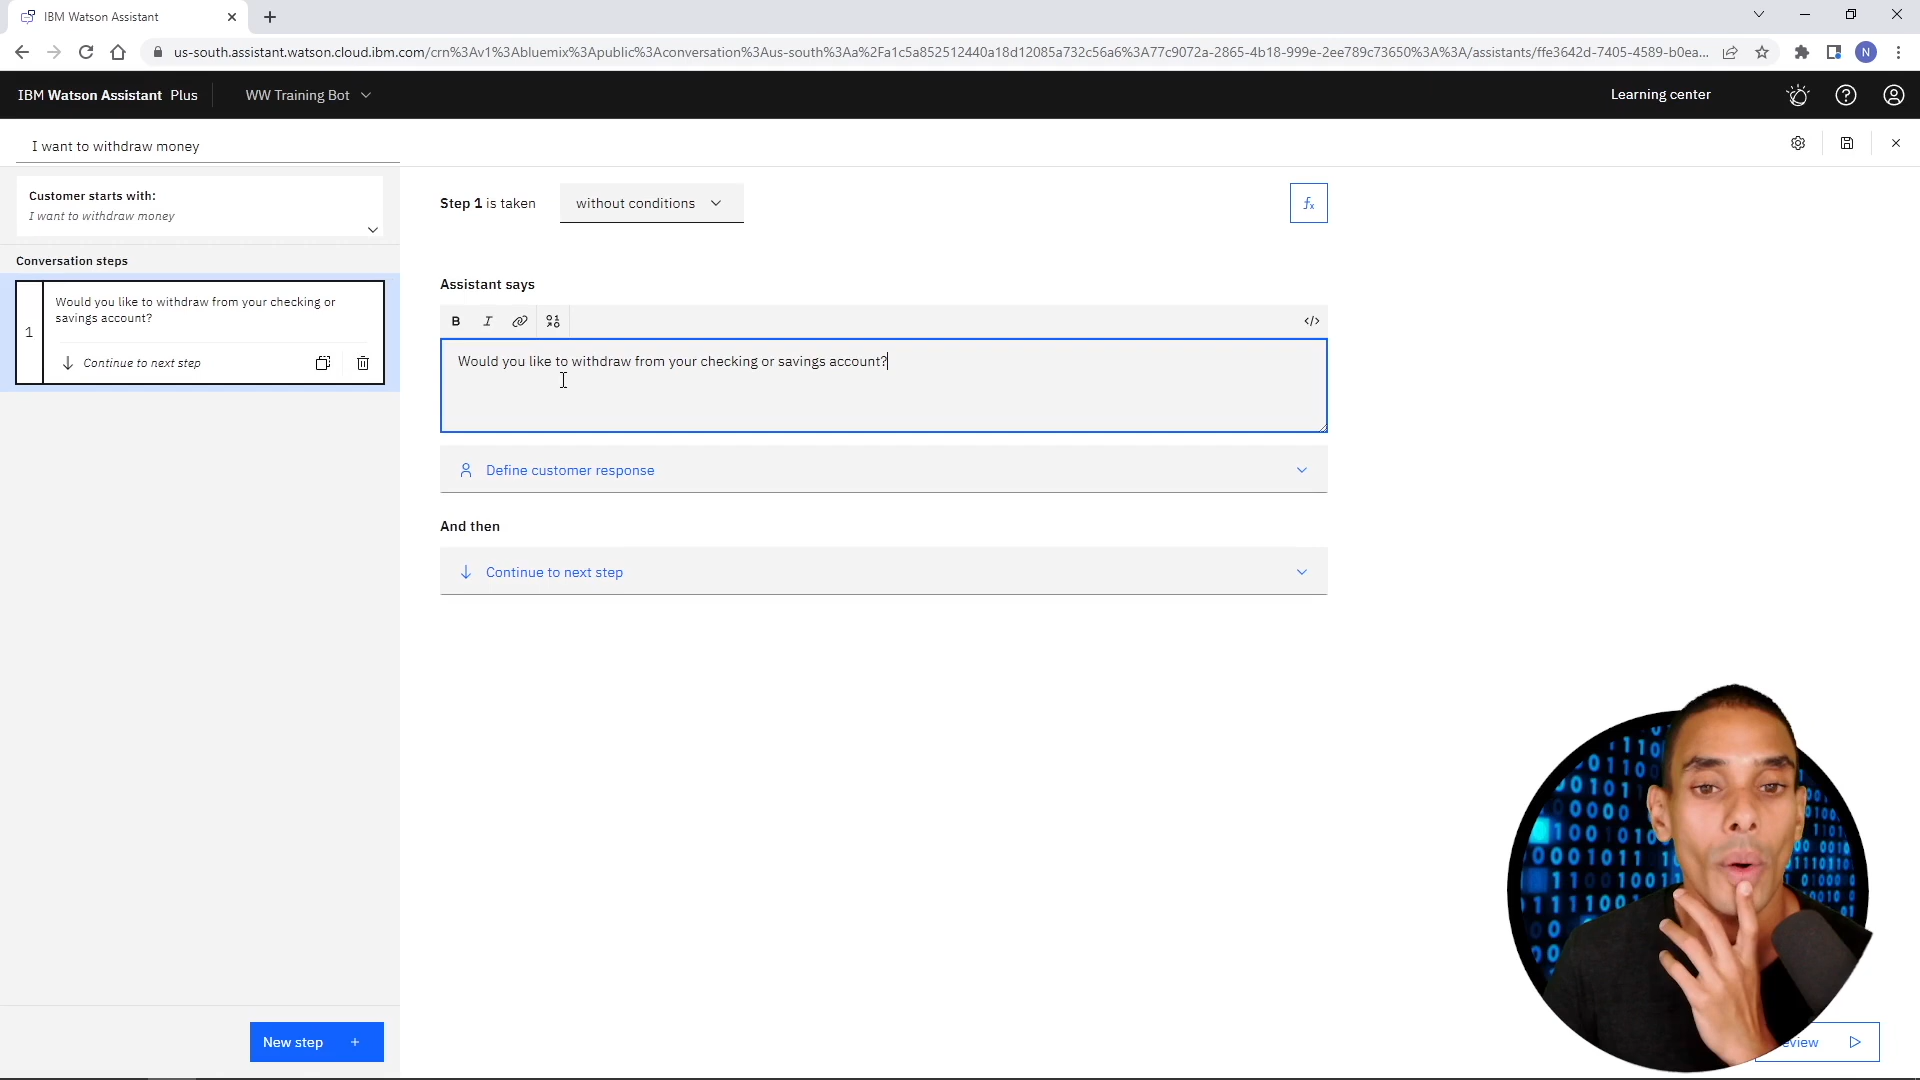 IBM Watson Assistant
us-south.assistant.watson.cloud.ibm.com/crn%3Av1%3Abluemix%3Apublic%3Aconversation%3Aus-south%3Aa%2Fa1c5a852512440a18d12085a732c56a6%3A77c9072a-2865-4b18-999e-2ee789c73650%3A%3A/assistants/ffe3642d-7405-4589-b0ea...
N
IBM Watson Assistant Plus
WW Training Bot
Learning center
I want to withdraw money
Customer starts with:
I want to withdraw money
Conversation steps
1
Would you like to withdraw from your checking or
savings account?
Continue to next step
New step +
Step 1 is taken
without conditions
fx
Assistant says
B I </>
Would you like to withdraw from your checking or savings account?
Define customer response
And then
Continue to next step